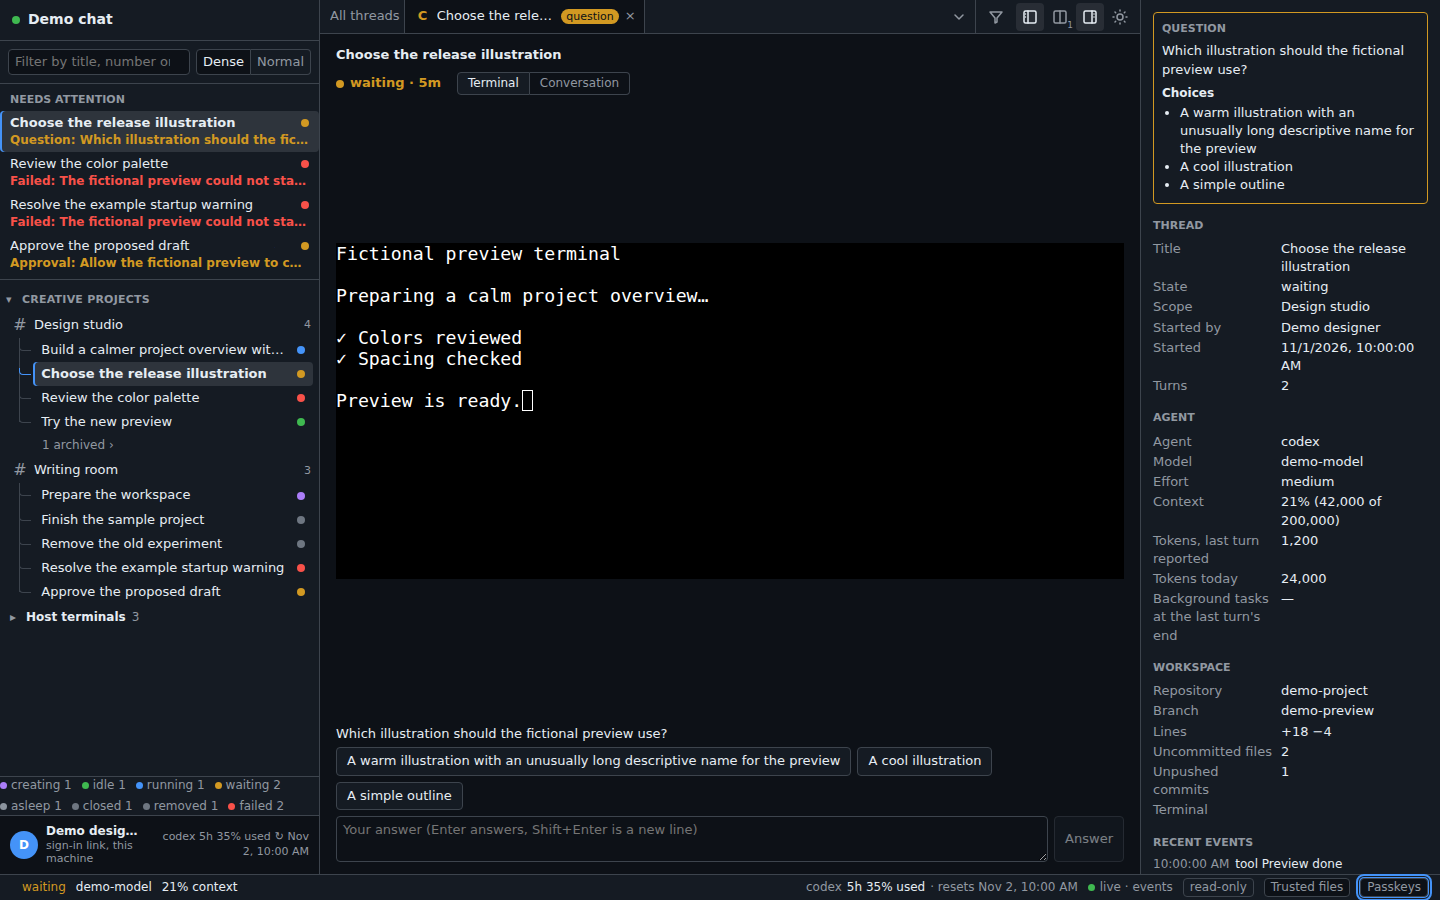 Demo chat
Filter by title, number or
Dense
Normal
NEEDS ATTENTION
Choose the release illustration
Question: Which illustration should the fic…
Review the color palette
Failed: The fictional preview could not sta…
Resolve the example startup warning
Failed: The fictional preview could not sta…
Approve the proposed draft
Approval: Allow the fictional preview to c…
▾ CREATIVE PROJECTS
# Design studio 4
Build a calmer project overview wit…
Choose the release illustration
Review the color palette
Try the new preview
1 archived ›
# Writing room 3
Prepare the workspace
Finish the sample project
Remove the old experiment
Resolve the example startup warning
Approve the proposed draft
▸ Host terminals 3
creating 1 idle 1 running 1 waiting 2
asleep 1 closed 1 removed 1 failed 2
D
Demo desig…
sign-in link, this
machine
codex 5h 35% used ↻ Nov
2, 10:00 AM
All threads
C Choose the rele… question ×
1
Choose the release illustration
waiting · 5m
Terminal
Conversation
Fictional preview terminal
Preparing a calm project overview…
✓ Colors reviewed
✓ Spacing checked
Preview is ready.
Which illustration should the fictional preview use?
A warm illustration with an unusually long descriptive name for the preview
A cool illustration
A simple outline
Your answer (Enter answers, Shift+Enter is a new line)
Answer
QUESTION
Which illustration should the fictional
preview use?
Choices
• A warm illustration with an
unusually long descriptive name for
the preview
• A cool illustration
• A simple outline
THREAD
Title Choose the release
illustration
State waiting
Scope Design studio
Started by Demo designer
Started 11/1/2026, 10:00:00
AM
Turns 2
AGENT
Agent codex
Model demo-model
Effort medium
Context 21% (42,000 of
200,000)
Tokens, last turn 1,200
reported
Tokens today 24,000
Background tasks —
at the last turn's
end
WORKSPACE
Repository demo-project
Branch demo-preview
Lines +18 −4
Uncommitted files 2
Unpushed 1
commits
Terminal
RECENT EVENTS
10:00:00 AM tool Preview done
waiting demo-model 21% context
codex 5h 35% used · resets Nov 2, 10:00 AM
live · events
read-only
Trusted files
Passkeys